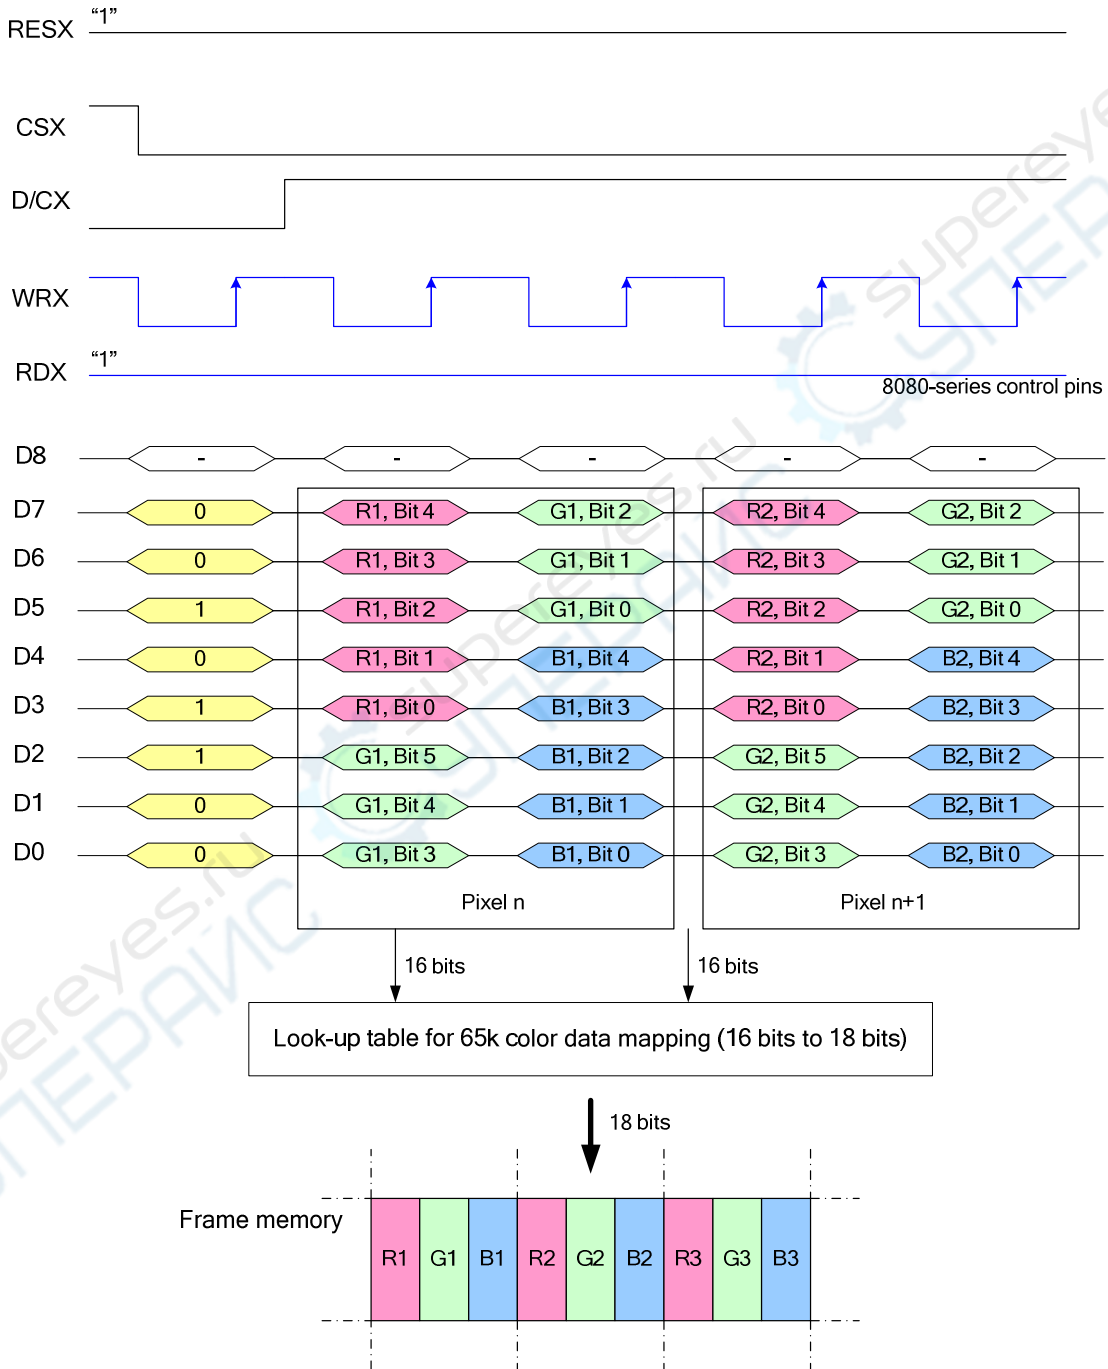 RESX "1"
CSX
D/CX
WRX
RDX "1"
8080-series control pins
D8 - - - - -
D7 0 R1, Bit 4 G1, Bit 2 R2, Bit 4 G2, Bit 2
D6 0 R1, Bit 3 G1, Bit 1 R2, Bit 3 G2, Bit 1
D5 1 R1, Bit 2 G1, Bit 0 R2, Bit 2 G2, Bit 0
D4 0 R1, Bit 1 B1, Bit 4 R2, Bit 1 B2, Bit 4
D3 1 R1, Bit 0 B1, Bit 3 R2, Bit 0 B2, Bit 3
D2 1 G1, Bit 5 B1, Bit 2 G2, Bit 5 B2, Bit 2
D1 0 G1, Bit 4 B1, Bit 1 G2, Bit 4 B2, Bit 1
D0 0 G1, Bit 3 B1, Bit 0 G2, Bit 3 B2, Bit 0
Pixel n Pixel n+1
16 bits 16 bits
Look-up table for 65k color data mapping (16 bits to 18 bits)
18 bits
Frame memory
R1 G1 B1 R2 G2 B2 R3 G3 B3
supereyes.ru
СУПЕРАЙС